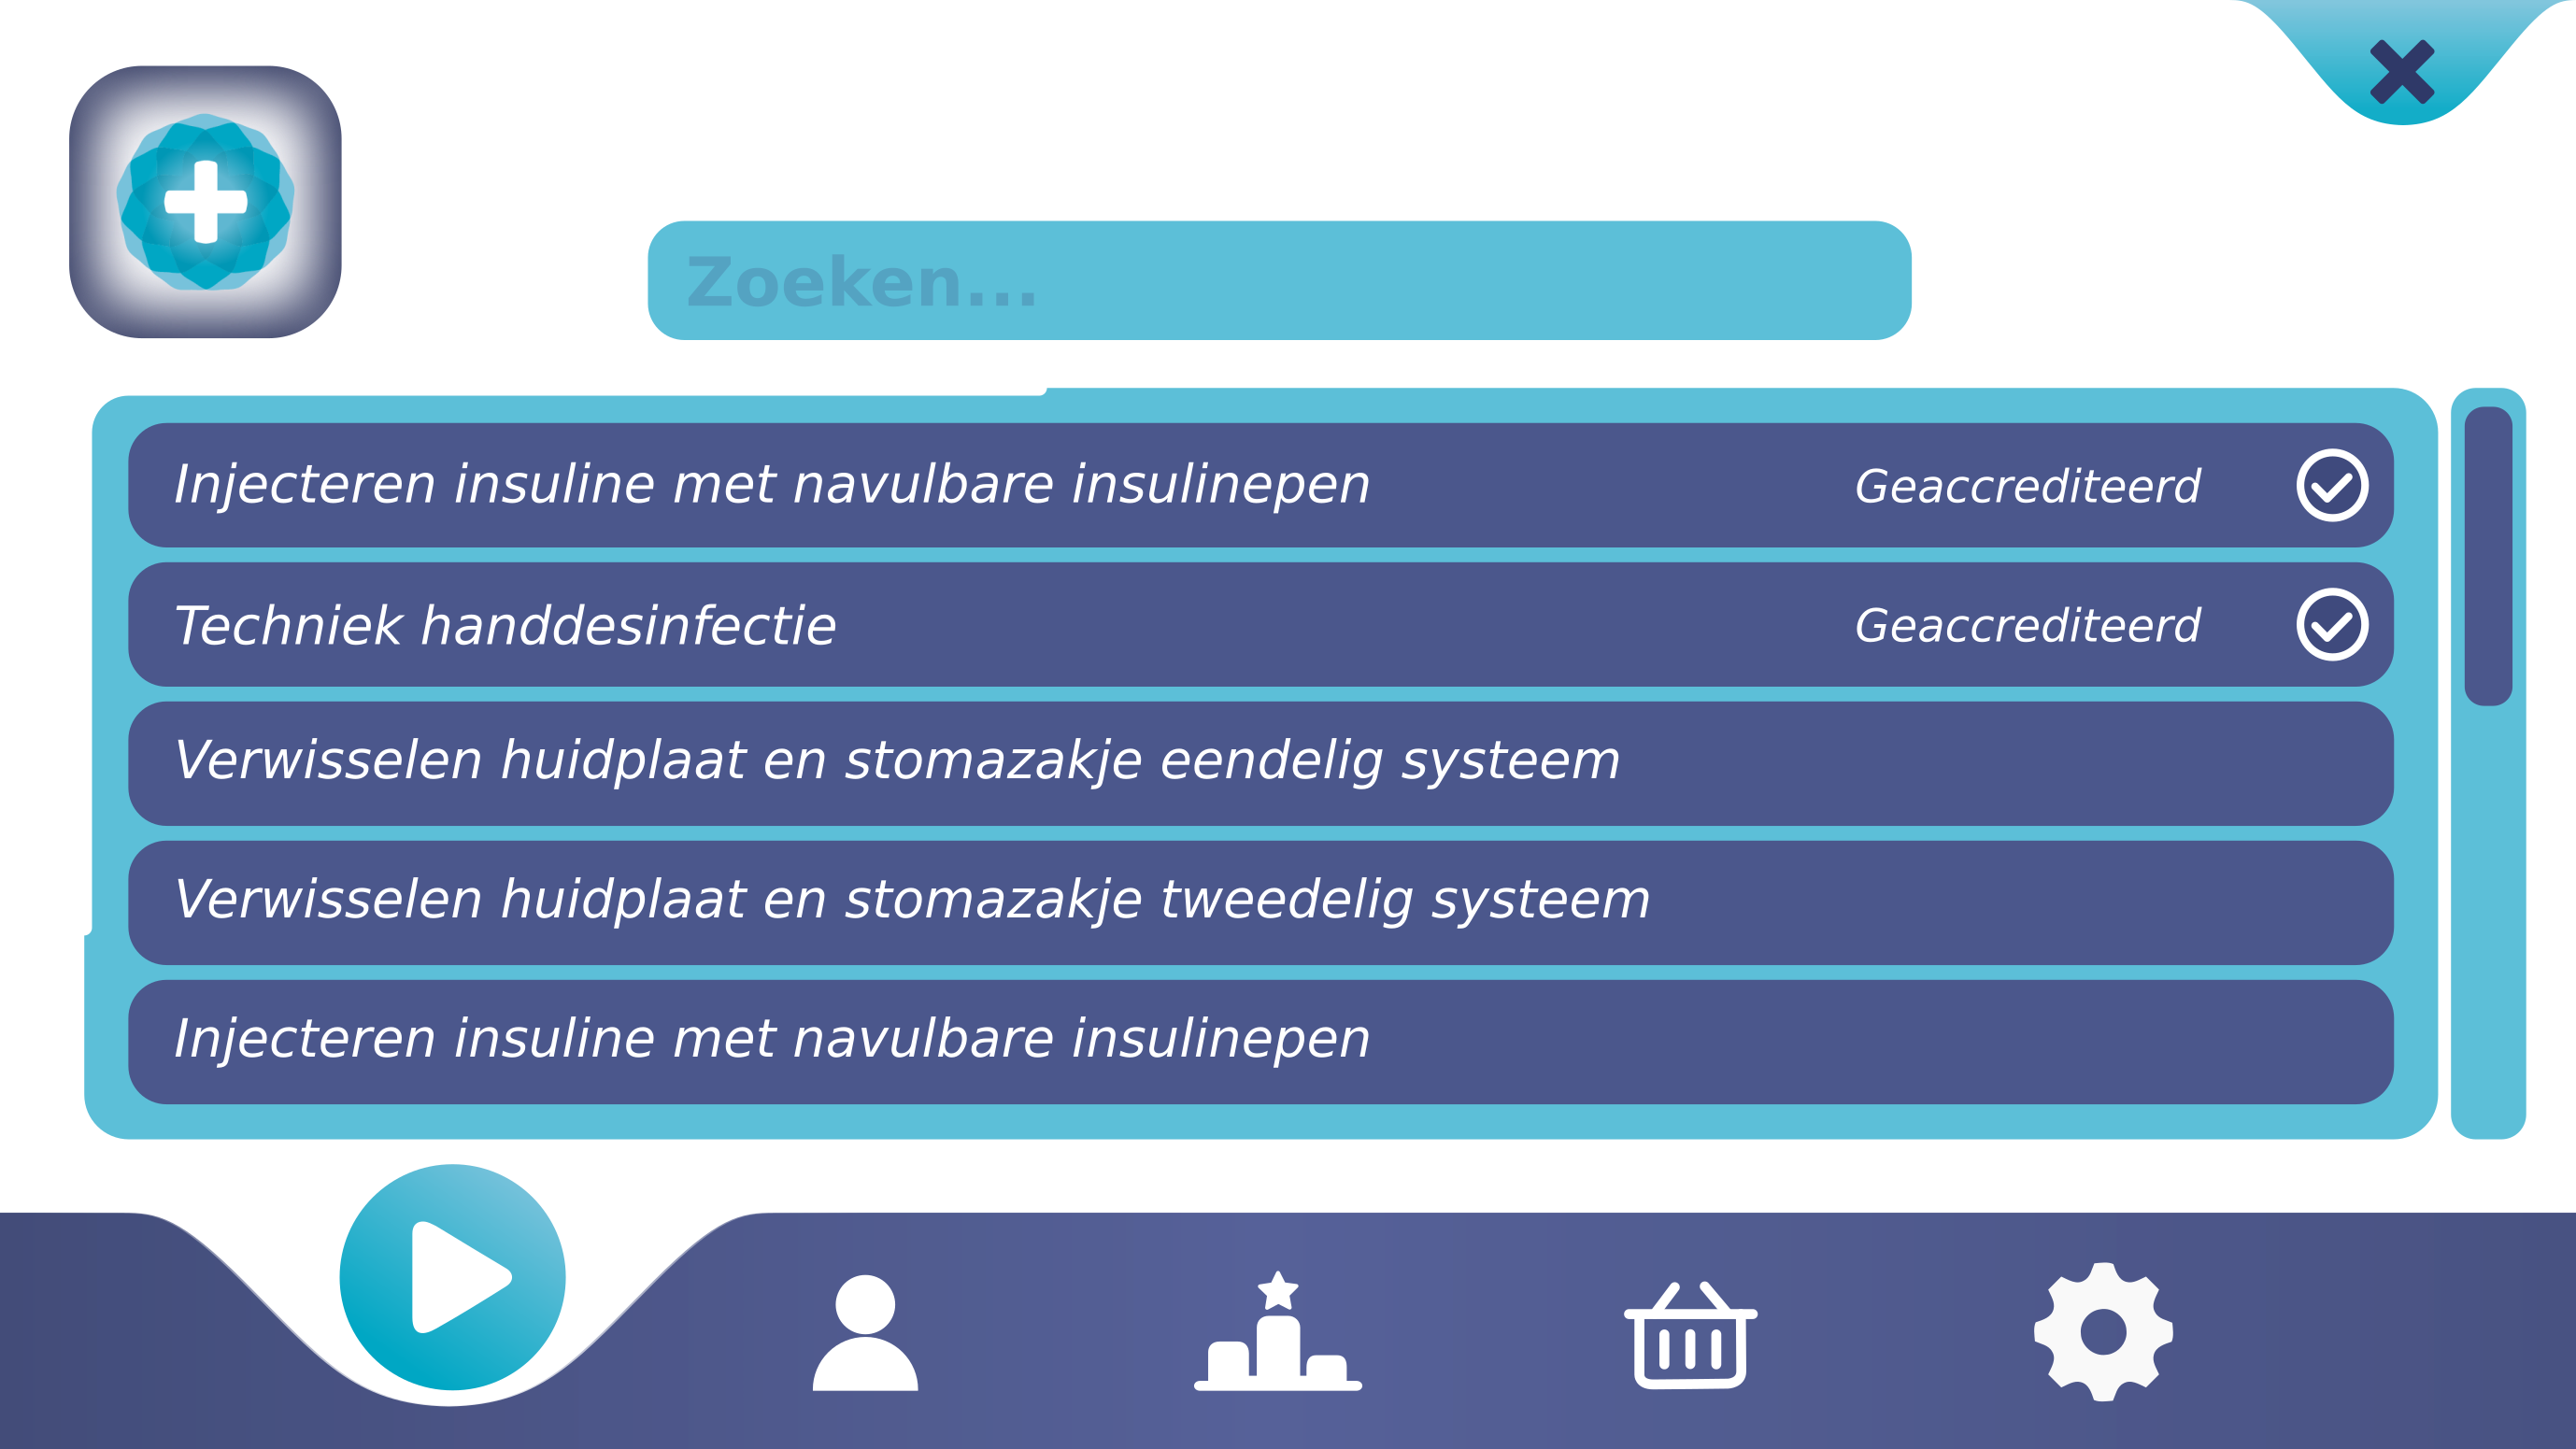 Zoeken...
Injecteren insuline met navulbare insulinepen Geaccrediteerd
Techniek handdesinfectie Geaccrediteerd
Verwisselen huidplaat en stomazakje eendelig systeem
Verwisselen huidplaat en stomazakje tweedelig systeem
Injecteren insuline met navulbare insulinepen